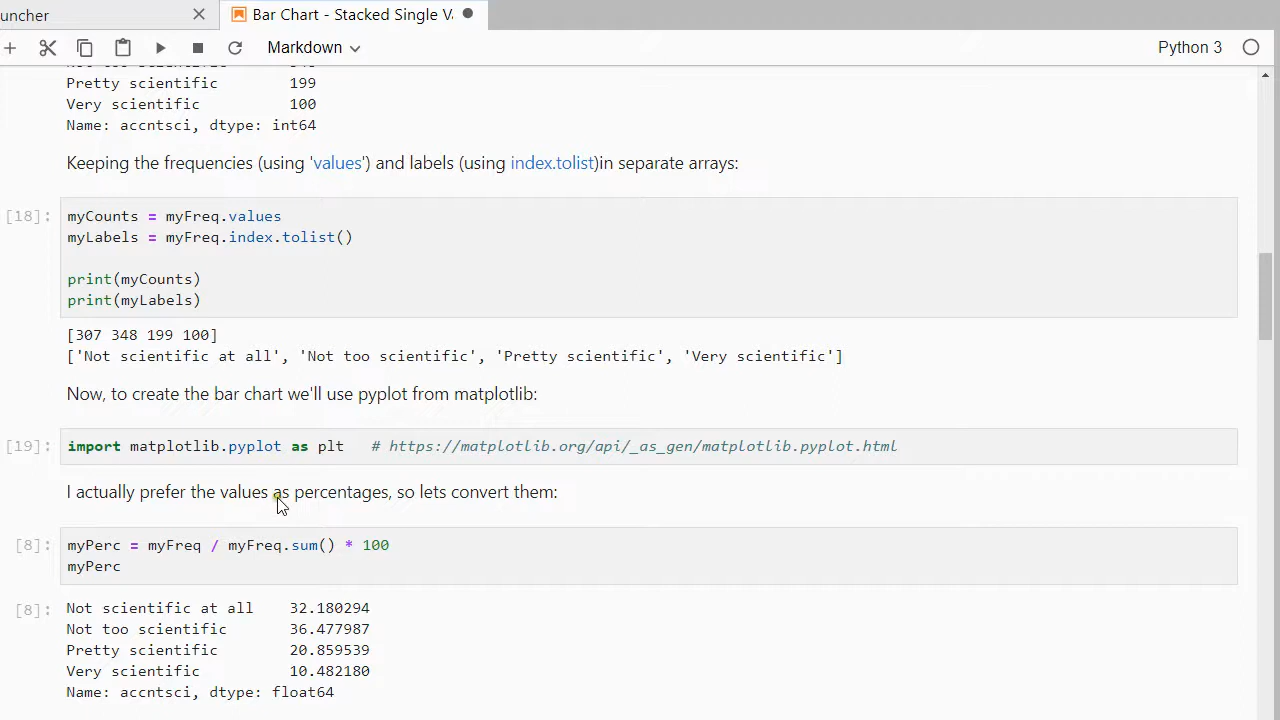 uncher
Bar Chart - Stacked Single Va
Markdown
Python 3
Pretty scientific 199
Very scientific 100
Name: accntsci, dtype: int64
Keeping the frequencies (using 'values') and labels (using index.tolist)in separate arrays:
[18]:
myCounts = myFreq.values
myLabels = myFreq.index.tolist()
print(myCounts)
print(myLabels)
[307 348 199 100]
['Not scientific at all', 'Not too scientific', 'Pretty scientific', 'Very scientific']
Now, to create the bar chart we'll use pyplot from matplotlib:
[19]:
import matplotlib.pyplot as plt # https://matplotlib.org/api/_as_gen/matplotlib.pyplot.html
I actually prefer the values as percentages, so lets convert them:
[8]:
myPerc = myFreq / myFreq.sum() * 100
myPerc
[8]:
Not scientific at all 32.180294
Not too scientific 36.477987
Pretty scientific 20.859539
Very scientific 10.482180
Name: accntsci, dtype: float64